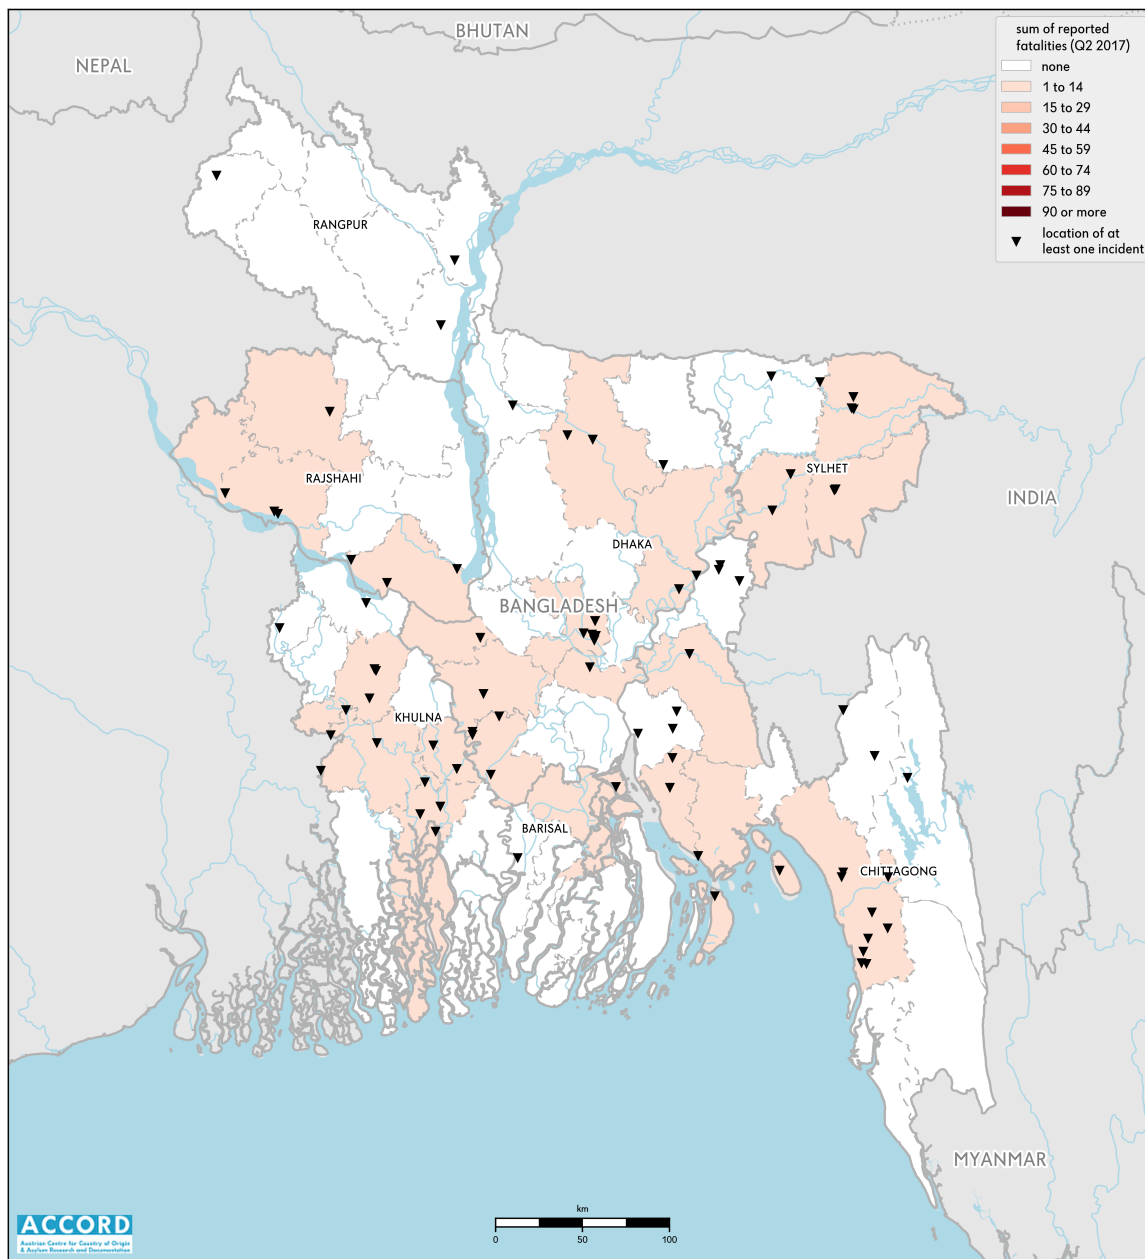 BHUTAN
NEPAL
sum of reported
fatalities (Q2 2017)
none
1 to 14
15 to 29
30 to 44
45 to 59
60 to 74
75 to 89
90 or more
location of at
least one incident
RANGPUR
RAJSHAHI
SYLHET
INDIA
DHAKA
BANGLADESH
KHULNA
BARISAL
CHITTAGONG
MYANMAR
km
0 50 100
ACCORD
Austrian Centre for Country of Origin
& Asylum Research and Documentation